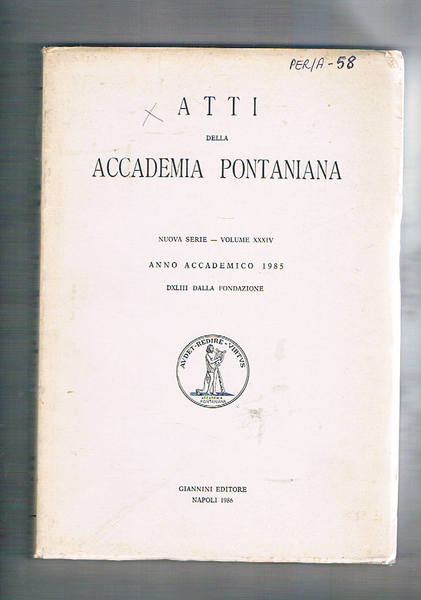 PER/A-58
ATTI
DELLA
ACCADEMIA PONTANIANA
NUOVA SERIE — VOLUME XXXIV
ANNO ACCADEMICO 1985
DXLIII DALLA FONDAZIONE
AVDET·REDIRE·VIRTVS
ACCADEMIA
PONTANIANA
GIANNINI EDITORE
NAPOLI 1986